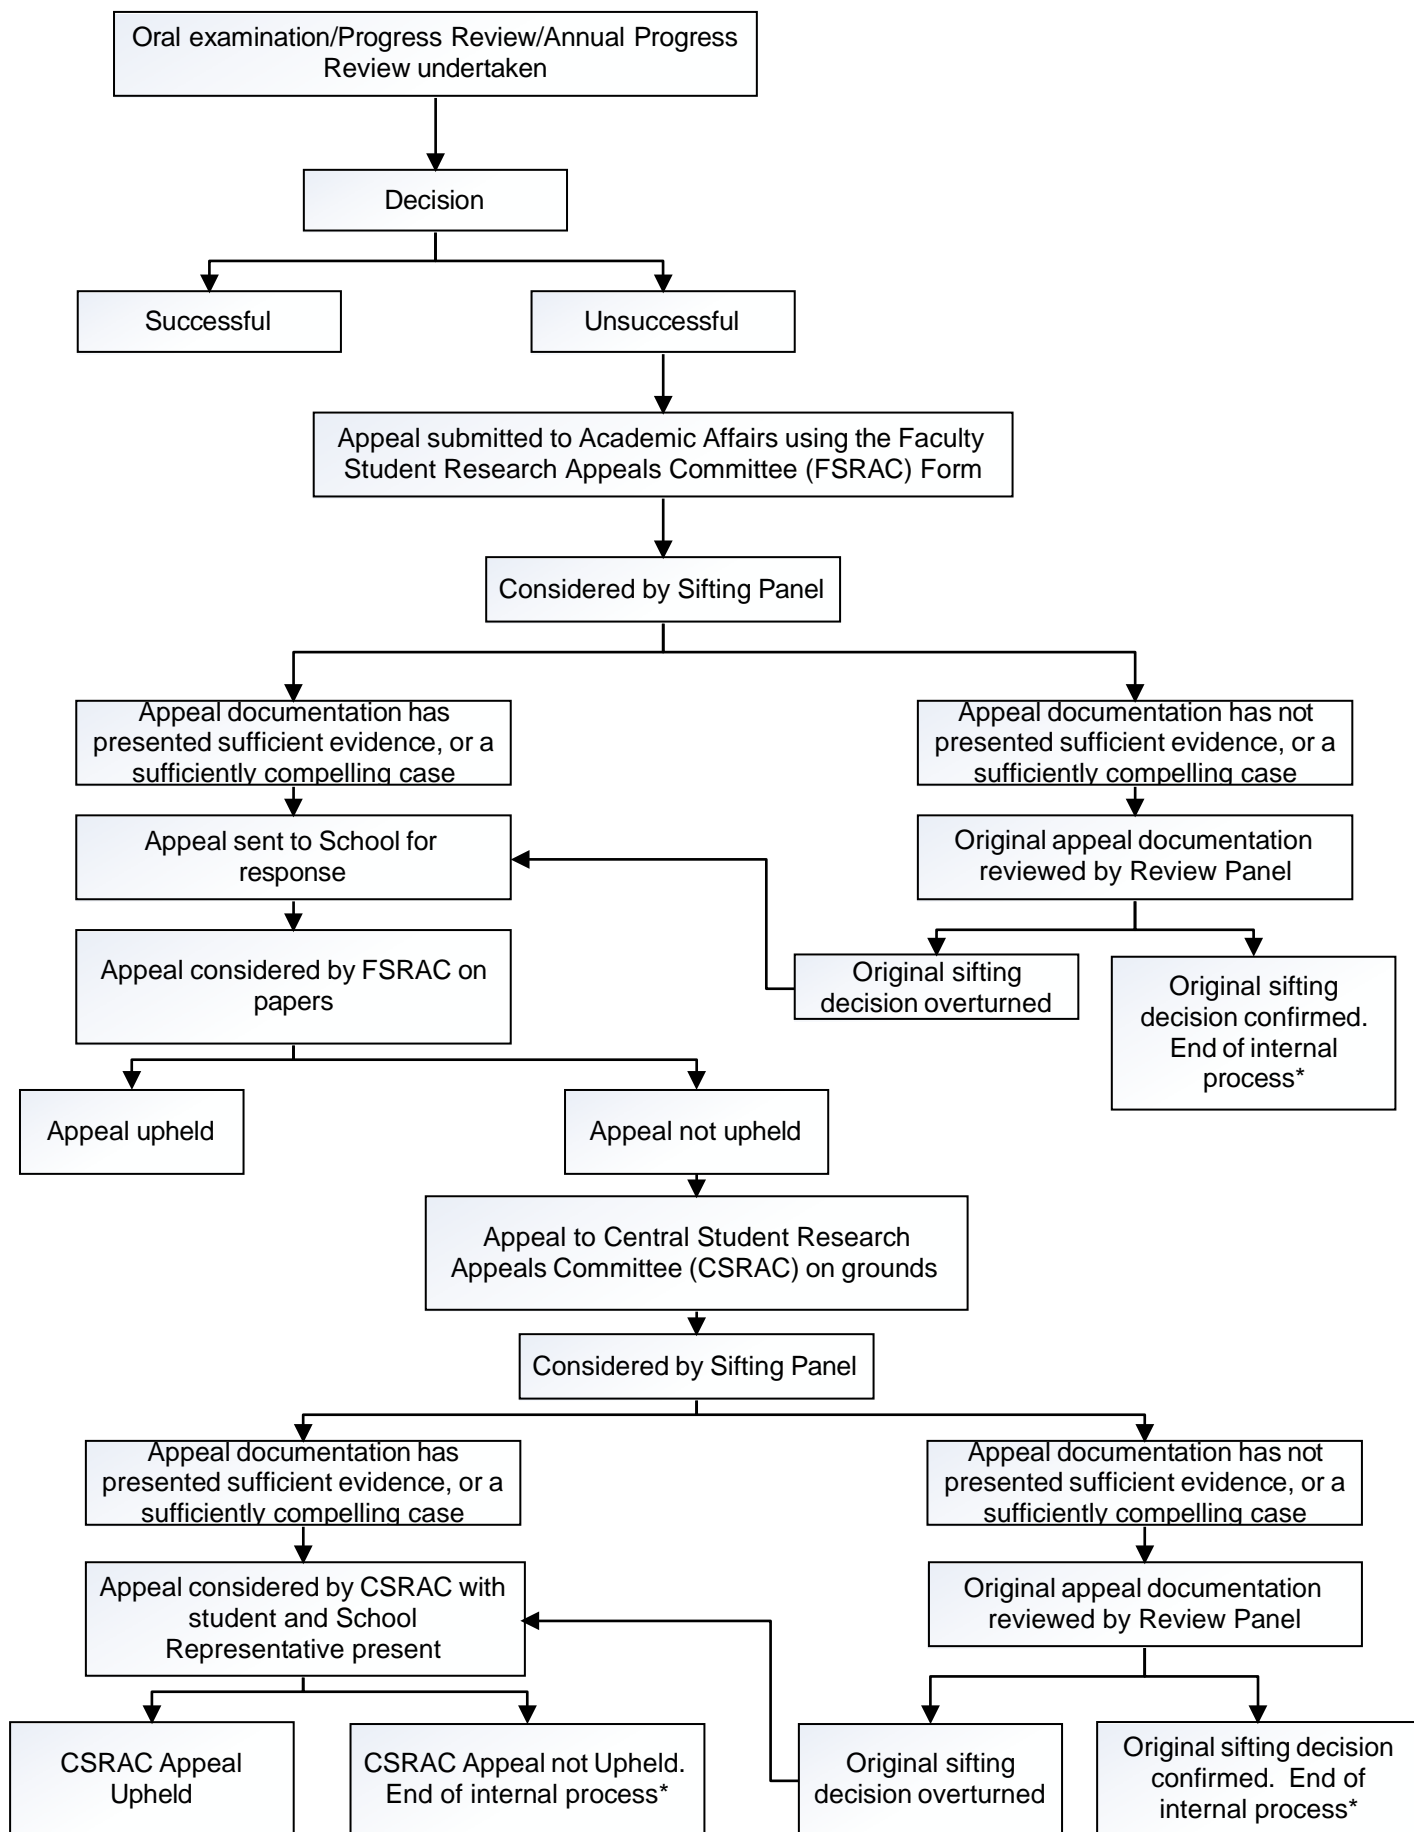 Oral examination/Progress Review/Annual Progress
Review undertaken
Decision
Successful
Unsuccessful
Appeal submitted to Academic Affairs using the Faculty
Student Research Appeals Committee (FSRAC) Form
Considered by Sifting Panel
Appeal documentation has
presented sufficient evidence, or a
sufficiently compelling case
Appeal documentation has not
presented sufficient evidence, or a
sufficiently compelling case
Appeal sent to School for
response
Original appeal documentation
reviewed by Review Panel
Appeal considered by FSRAC on
papers
Original sifting
decision overturned
Original sifting
decision confirmed.
End of internal
process*
Appeal upheld
Appeal not upheld
Appeal to Central Student Research
Appeals Committee (CSRAC) on grounds
Considered by Sifting Panel
Appeal documentation has
presented sufficient evidence, or a
sufficiently compelling case
Appeal documentation has not
presented sufficient evidence, or a
sufficiently compelling case
Appeal considered by CSRAC with
student and School
Representative present
Original appeal documentation
reviewed by Review Panel
CSRAC Appeal
Upheld
CSRAC Appeal not Upheld.
End of internal process*
Original sifting
decision overturned
Original sifting decision
confirmed.  End of
internal process*